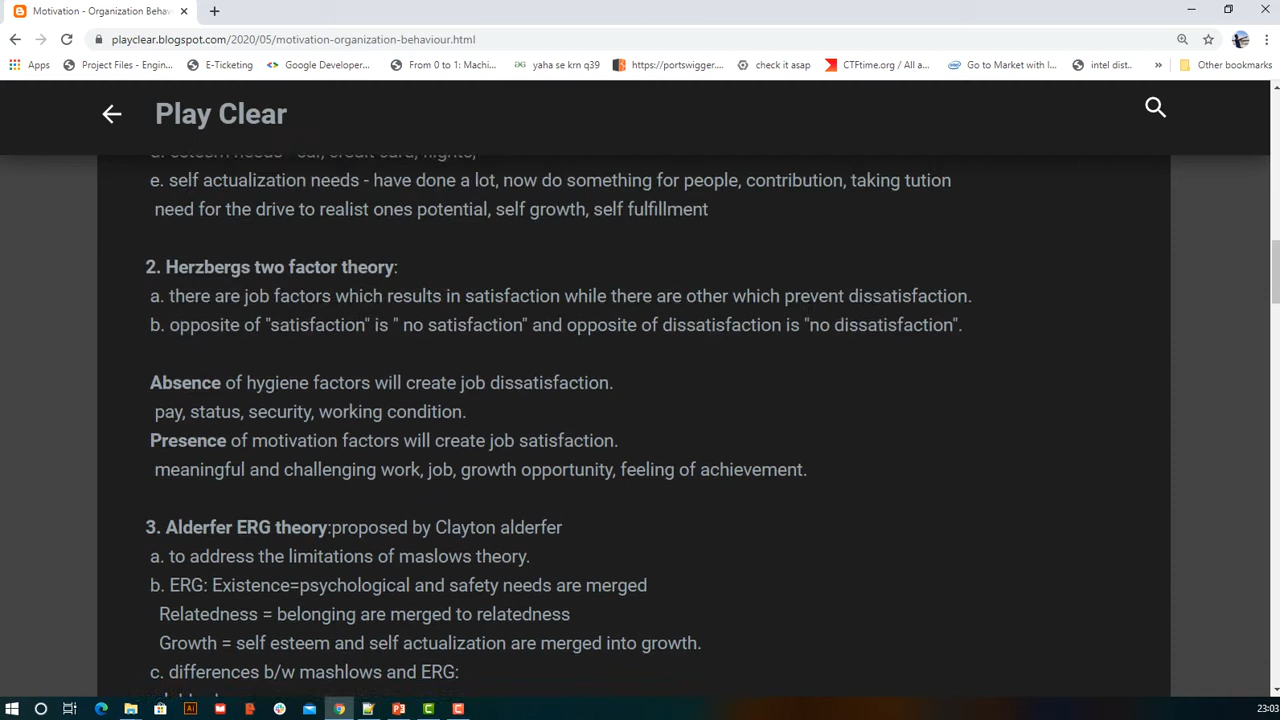 Motivation - Organization Behav
playclear.blogspot.com/2020/05/motivation-organization-behaviour.html
Apps
Project Files - Engin...
E-Ticketing
Google Developer...
From 0 to 1: Machi...
yaha se krn q39
https://portswigger....
check it asap
CTFtime.org / All a...
Go to Market with I...
intel dist..
»
Other bookmarks
Play Clear
e. self actualization needs - have done a lot, now do something for people, contribution, taking tution
need for the drive to realist ones potential, self growth, self fulfillment
2. Herzbergs two factor theory:
a. there are job factors which results in satisfaction while there are other which prevent dissatisfaction.
b. opposite of "satisfaction" is " no satisfaction" and opposite of dissatisfaction is "no dissatisfaction".
Absence of hygiene factors will create job dissatisfaction.
pay, status, security, working condition.
Presence of motivation factors will create job satisfaction.
meaningful and challenging work, job, growth opportunity, feeling of achievement.
3. Alderfer ERG theory:proposed by Clayton alderfer
a. to address the limitations of maslows theory.
b. ERG: Existence=psychological and safety needs are merged
Relatedness = belonging are merged to relatedness
Growth = self esteem and self actualization are merged into growth.
c. differences b/w mashlows and ERG:
23:03